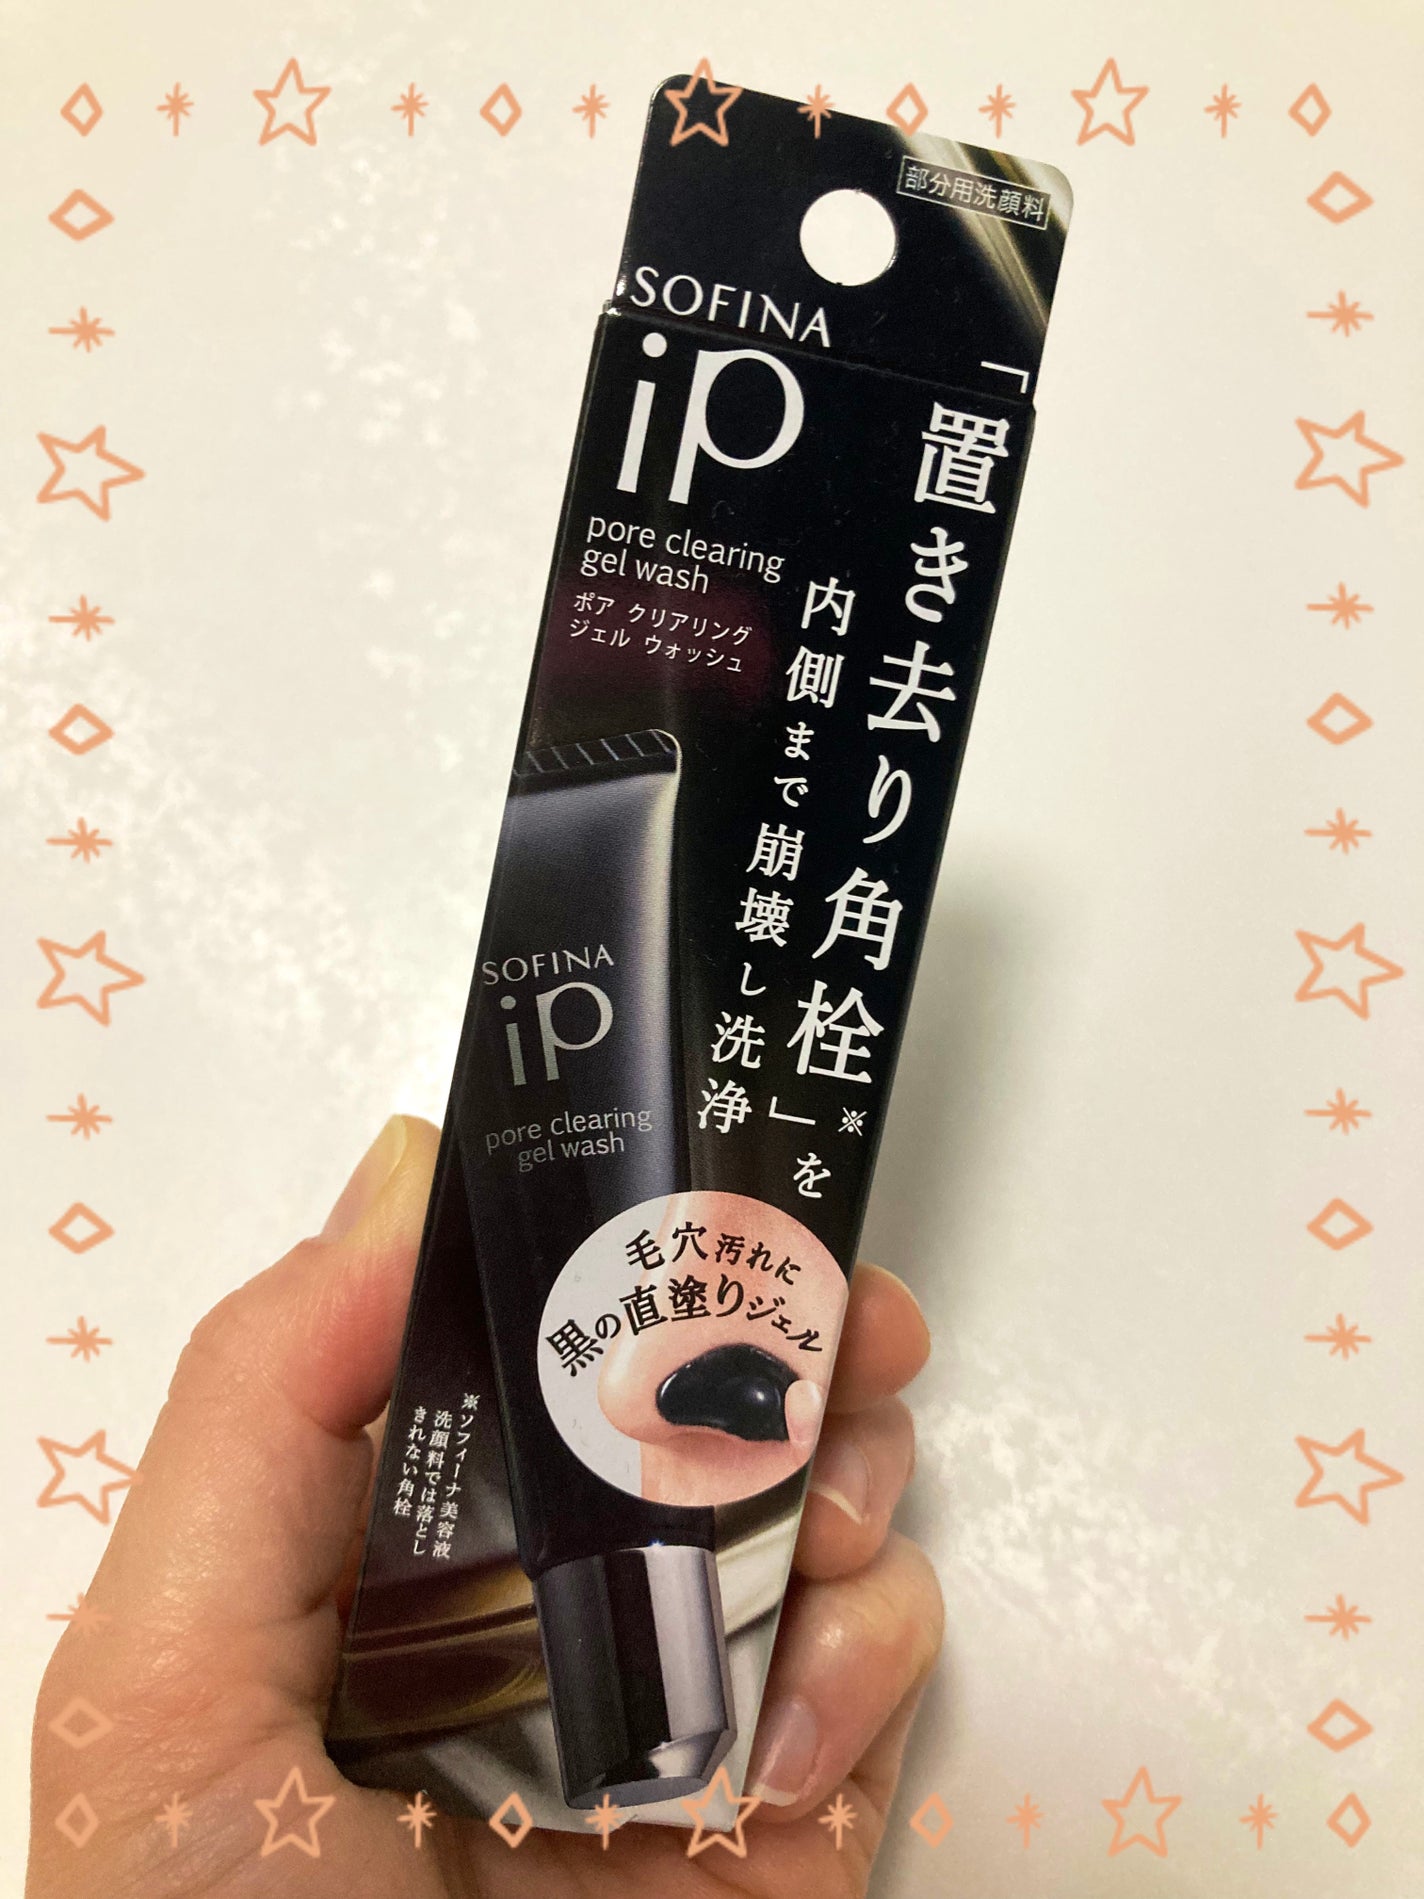 部分用洗顔料
SOFINA
ip
pore clearing
gel wash
ポア クリアリング
ジェル ウォッシュ
「置き去り角栓」※を
内側まで崩壊し洗浄
SOFINA
ip
pore clearing
gel wash
毛穴汚れに
黒の直塗りジェル
※ソフィーナ美容液
洗顔料では落とし
きれない角栓